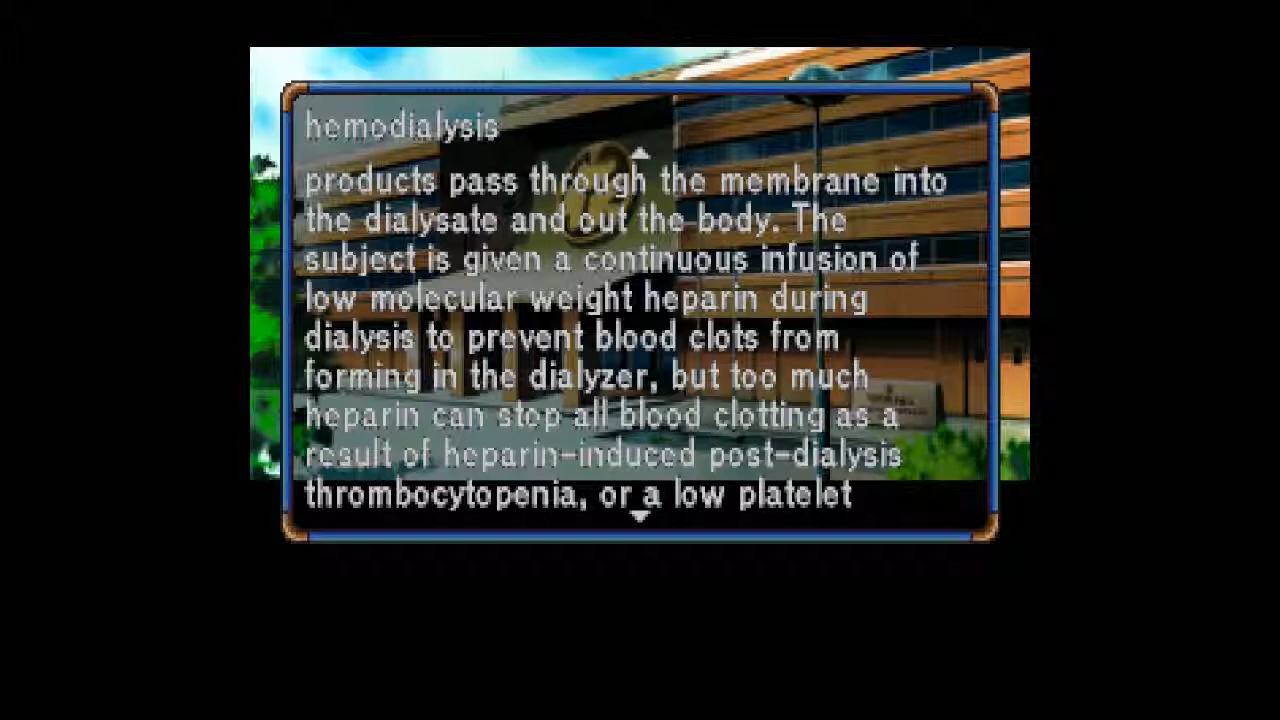 hemodialysis
products pass through the membrane into
the dialysate and out the body. The
subject is given a continuous infusion of
low molecular weight heparin during
dialysis to prevent blood clots from
forming in the dialyzer, but too much
heparin can stop all blood clotting as a
result of heparin-induced post-dialysis
thrombocytopenia, or a low platelet